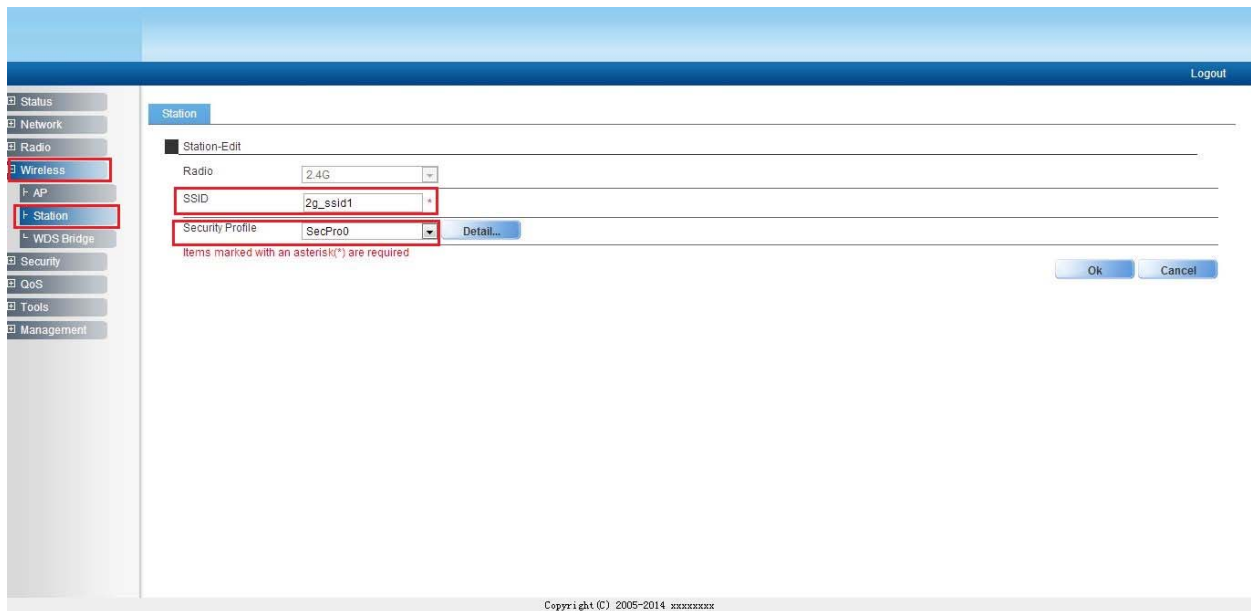 Logout
Status
Network
Radio
Wireless
AP
Station
WDS Bridge
Security
QoS
Tools
Management
Station
Station-Edit
Radio 2.4G
SSID 2g_ssid1 *
Security Profile SecPro0 Detail...
Items marked with an asterisk(*) are required
Ok Cancel
Copyright(C) 2005-2014 xxxxxxxx